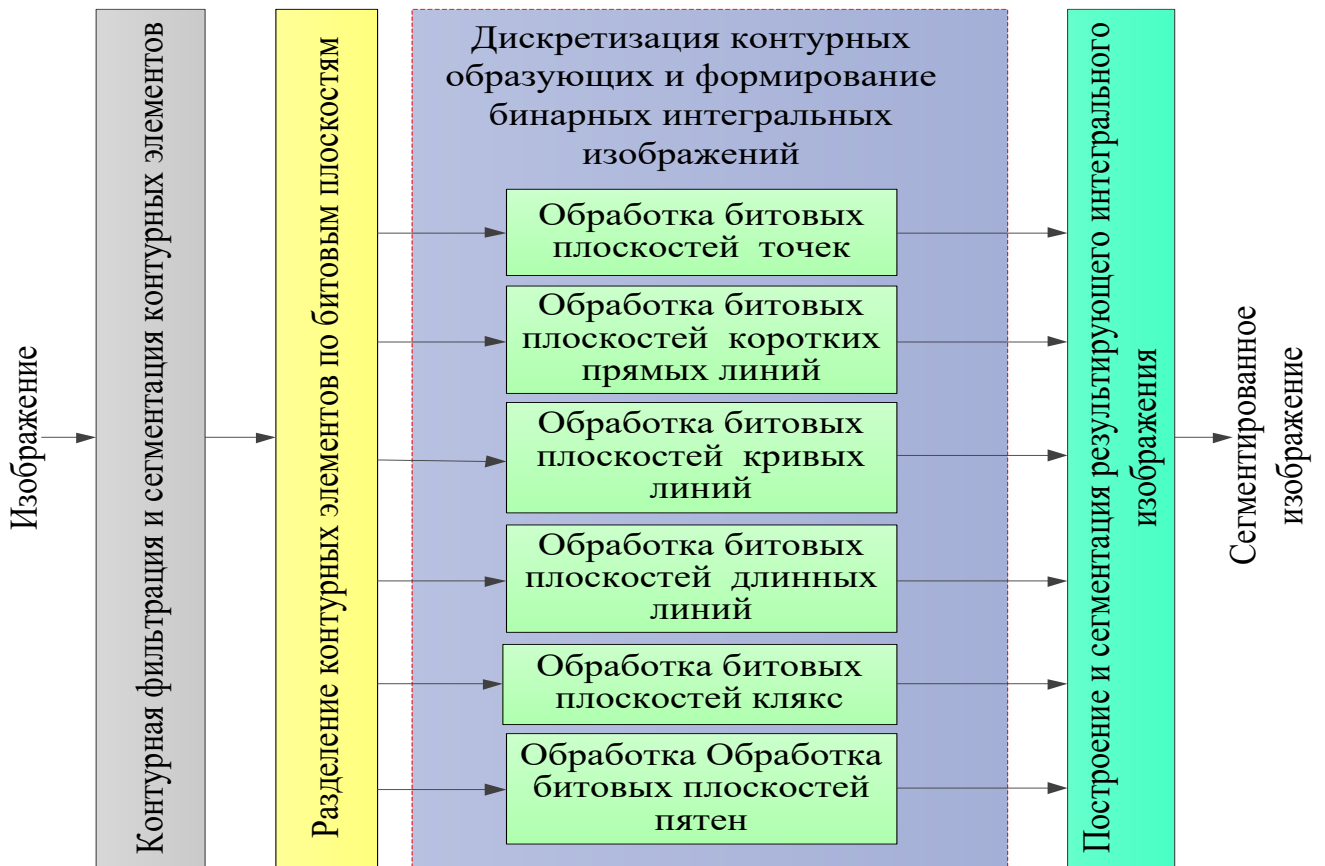 Изображение
Контурная фильтрация и сегментация контурных элементов
Разделение контурных элементов по битовым плоскостям
Дискретизация контурных
образующих и формирование
бинарных интегральных
изображений
Обработка битовых
плоскостей точек
Обработка битовых
плоскостей коротких
прямых линий
Обработка битовых
плоскостей кривых
линий
Обработка битовых
плоскостей длинных
линий
Обработка битовых
плоскостей клякс
Обработка Обработка
битовых плоскостей
пятен
Построение и сегментация результирующего интегрального
изображения
Сегментированное
изображение